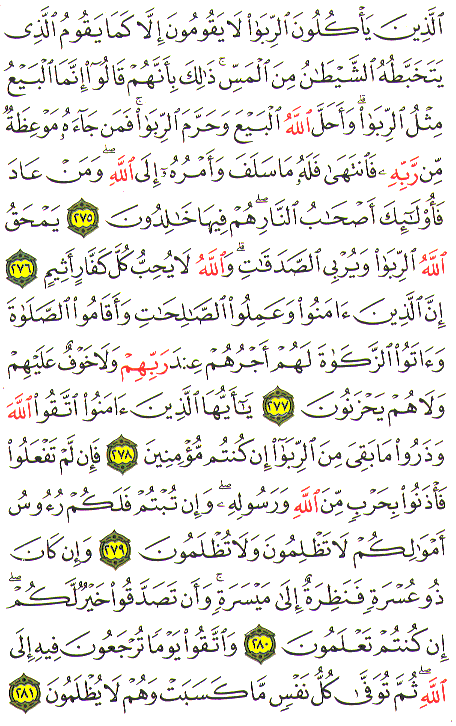 ٱلَّذِينَ يَأْكُلُونَ ٱلرِّبَوٰا۟ لَا يَقُومُونَ إِلَّا كَمَا يَقُومُ ٱلَّذِى
يَتَخَبَّطُهُ ٱلشَّيْطَٰنُ مِنَ ٱلْمَسِّ ۚ ذَٰلِكَ بِأَنَّهُمْ قَالُوٓا۟ إِنَّمَا ٱلْبَيْعُ
مِثْلُ ٱلرِّبَوٰا۟ ۗ وَأَحَلَّ ٱللَّهُ ٱلْبَيْعَ وَحَرَّمَ ٱلرِّبَوٰا۟ ۚ فَمَن جَآءَهُۥ مَوْعِظَةٌ
مِّن رَّبِّهِۦ فَٱنتَهَىٰ فَلَهُۥ مَا سَلَفَ وَأَمْرُهُۥٓ إِلَى ٱللَّهِ ۖ وَمَنْ عَادَ
فَأُو۟لَٰٓئِكَ أَصْحَٰبُ ٱلنَّارِ ۖ هُمْ فِيهَا خَٰلِدُونَ ٢٧٥ يَمْحَقُ
ٱللَّهُ ٱلرِّبَوٰا۟ وَيُرْبِى ٱلصَّدَقَٰتِ ۗ وَٱللَّهُ لَا يُحِبُّ كُلَّ كَفَّارٍ أَثِيمٍ ٢٧٦
إِنَّ ٱلَّذِينَ ءَامَنُوا۟ وَعَمِلُوا۟ ٱلصَّٰلِحَٰتِ وَأَقَامُوا۟ ٱلصَّلَوٰةَ
وَءَاتَوُا۟ ٱلزَّكَوٰةَ لَهُمْ أَجْرُهُمْ عِندَ رَبِّهِمْ وَلَا خَوْفٌ عَلَيْهِمْ
وَلَا هُمْ يَحْزَنُونَ ٢٧٧ يَٰٓأَيُّهَا ٱلَّذِينَ ءَامَنُوا۟ ٱتَّقُوا۟ ٱللَّهَ
وَذَرُوا۟ مَا بَقِىَ مِنَ ٱلرِّبَوٰٓا۟ إِن كُنتُم مُّؤْمِنِينَ ٢٧٨ فَإِن لَّمْ تَفْعَلُوا۟
فَأْذَنُوا۟ بِحَرْبٍ مِّنَ ٱللَّهِ وَرَسُولِهِۦ ۖ وَإِن تُبْتُمْ فَلَكُمْ رُءُوسُ
أَمْوَٰلِكُمْ لَا تَظْلِمُونَ وَلَا تُظْلَمُونَ ٢٧٩ وَإِن كَانَ
ذُو عُسْرَةٍ فَنَظِرَةٌ إِلَىٰ مَيْسَرَةٍ ۚ وَأَن تَصَدَّقُوا۟ خَيْرٌ لَّكُمْ ۖ
إِن كُنتُمْ تَعْلَمُونَ ٢٨٠ وَٱتَّقُوا۟ يَوْمًا تُرْجَعُونَ فِيهِ إِلَى
ٱللَّهِ ۖ ثُمَّ تُوَفَّىٰ كُلُّ نَفْسٍ مَّا كَسَبَتْ وَهُمْ لَا يُظْلَمُونَ ٢٨١